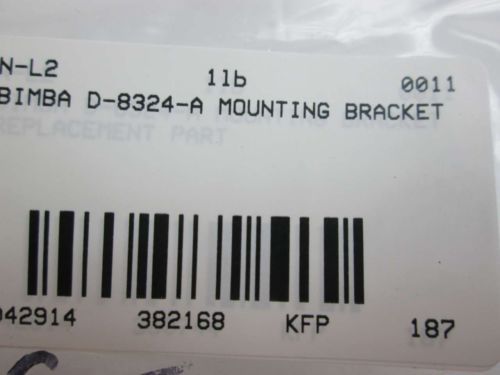 N-L2 1lb 0011
BIMBA D-8324-A MOUNTING BRACKET
REPLACEMENT PART
042914 382168 KFP 187